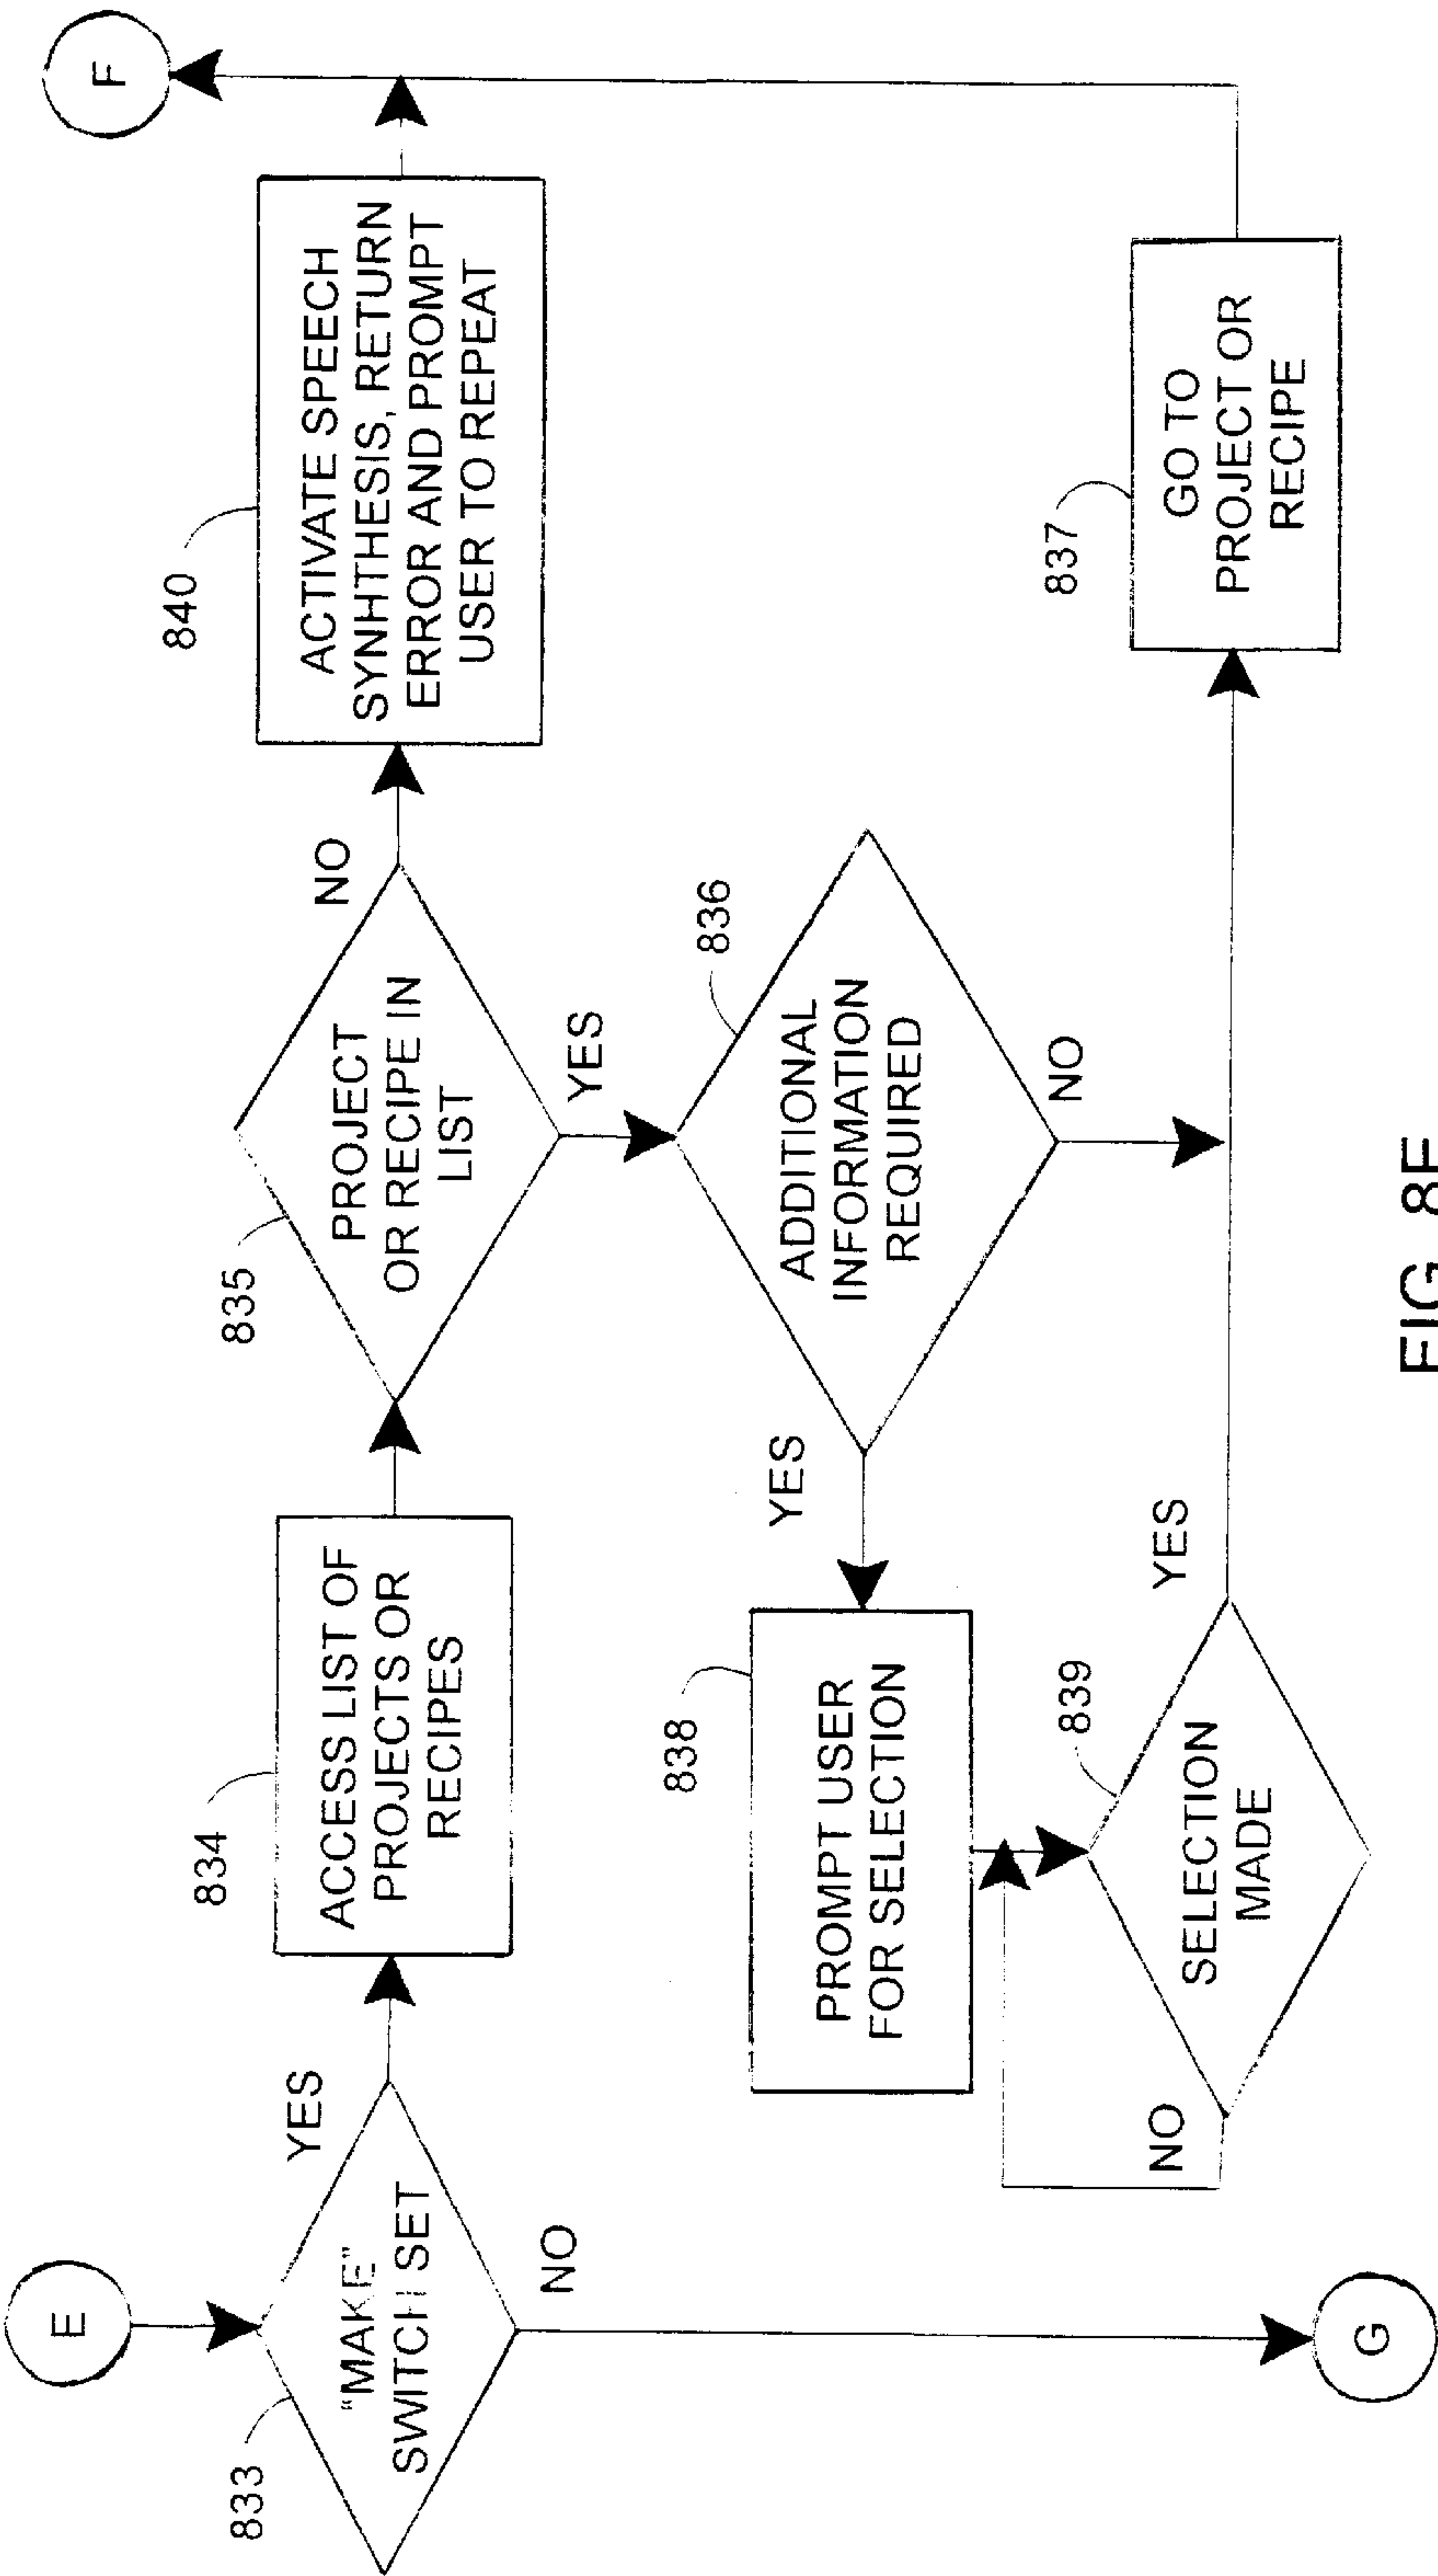 E
833
"MAKE"
SWITCH SET
YES
NO
834
ACCESS LIST OF
PROJECTS OR
RECIPES
835
PROJECT
OR RECIPE IN
LIST
NO
YES
840
ACTIVATE SPEECH
SYNHTHESIS, RETURN
ERROR AND PROMPT
USER TO REPEAT
F
836
ADDITIONAL
INFORMATION
REQUIRED
YES
NO
838
PROMPT USER
FOR SELECTION
839
SELECTION
MADE
NO
YES
837
GO TO
PROJECT OR
RECIPE
G
FIG